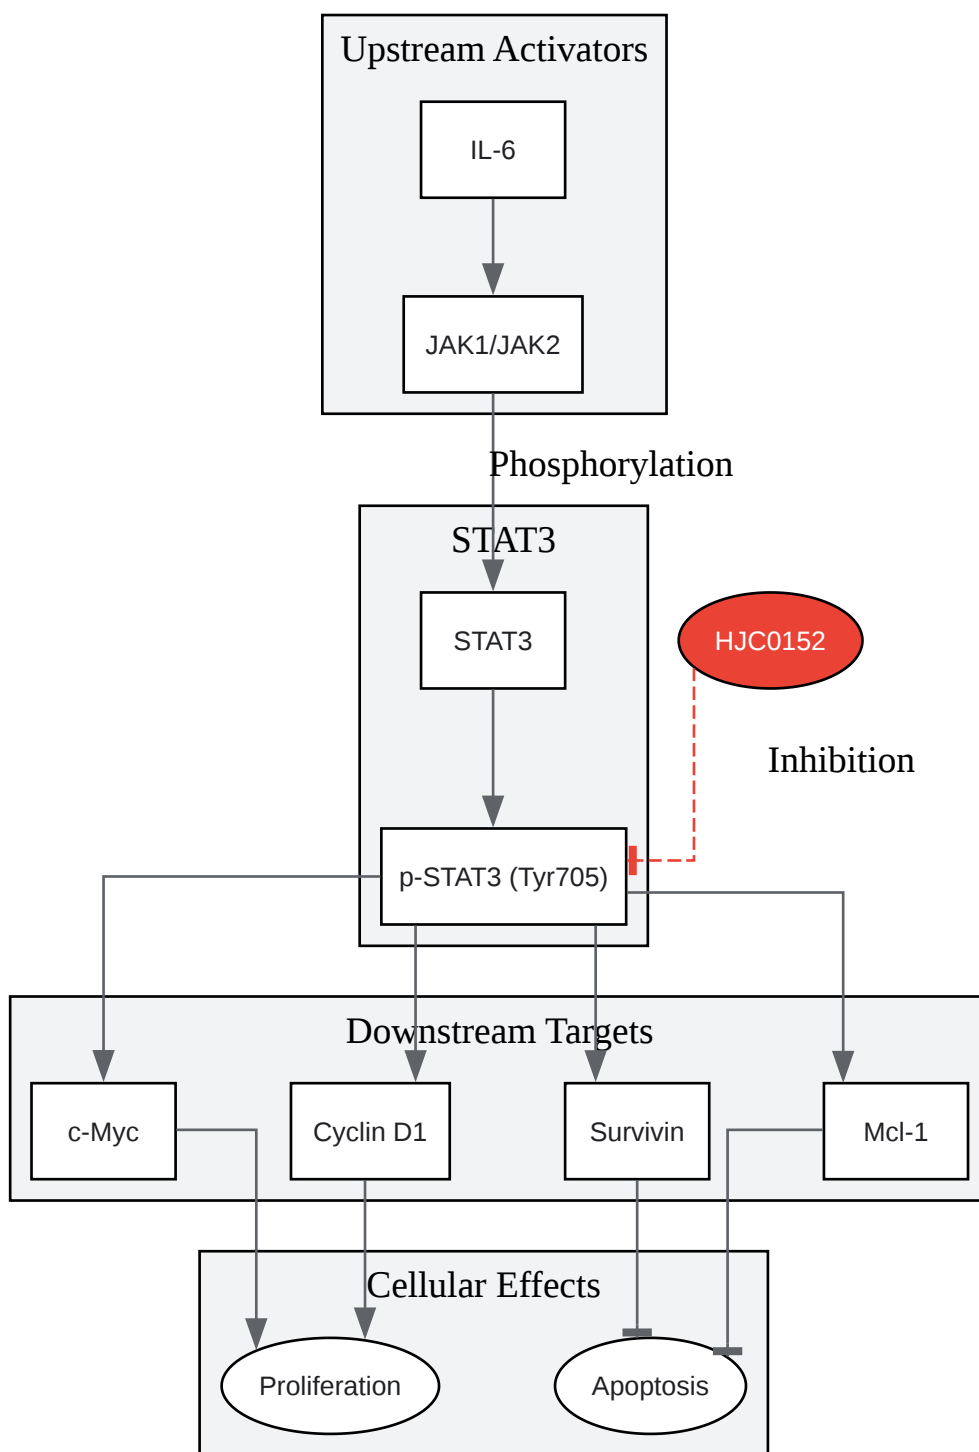 Upstream Activators
IL-6
JAK1/JAK2
Phosphorylation
STAT3
STAT3
HJC0152
Inhibition
p-STAT3 (Tyr705)
Downstream Targets
c-Myc
Cyclin D1
Survivin
Mcl-1
Cellular Effects
Proliferation
Apoptosis